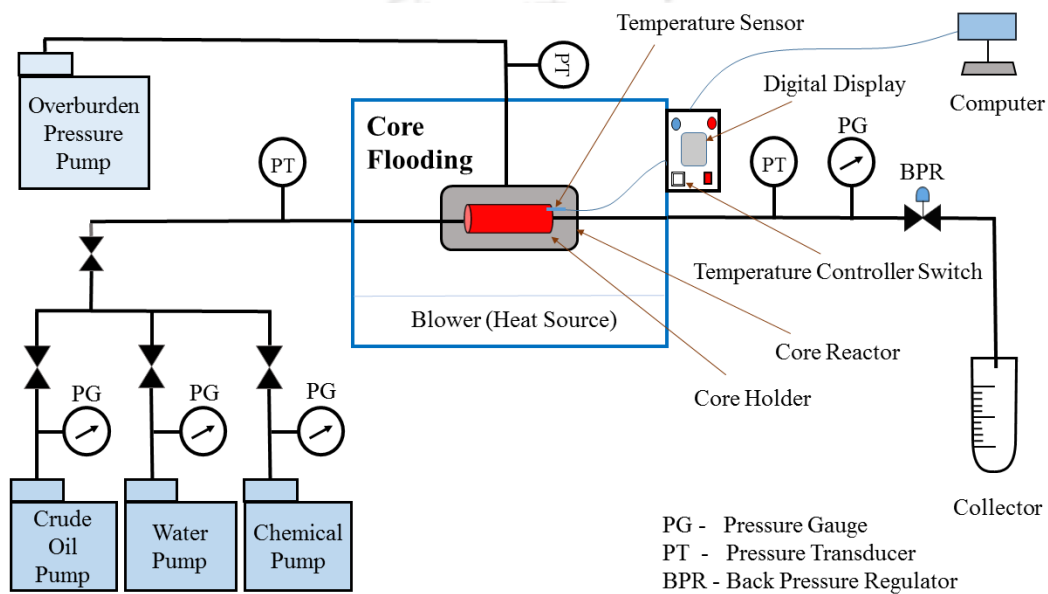 Temperature Sensor
Overburden
Pressure
Pump
PT
Core
Flooding
Digital Display
Computer
PT
PT
PG
BPR
Temperature Controller Switch
Blower (Heat Source)
Core Reactor
Core Holder
PG
PG
PG
Crude
Oil
Pump
Water
Pump
Chemical
Pump
Collector
PG - Pressure Gauge
PT - Pressure Transducer
BPR - Back Pressure Regulator